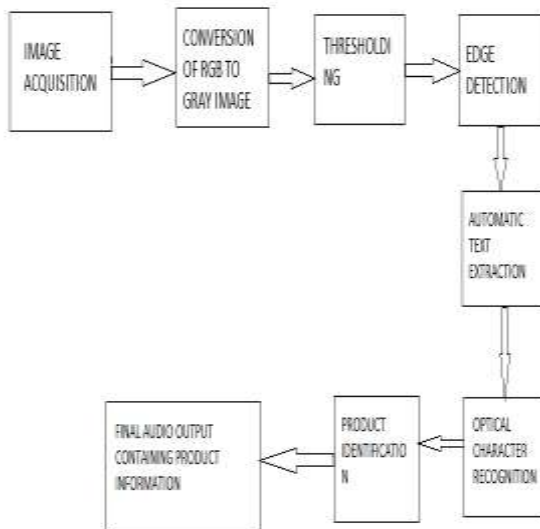 IMAGE
ACQUISITION
CONVERSION
OF RGB TO
GRAY IMAGE
THRESHOLDI
NG
EDGE
DETECTION
AUTOMATIC
TEXT
EXTRACTION
OPTICAL
CHARACTER
RECOGNITION
PRODUCT
IDENTIFICATIO
N
FINAL AUDIO OUTPUT
CONTAINING PRODUCT
INFORMATION